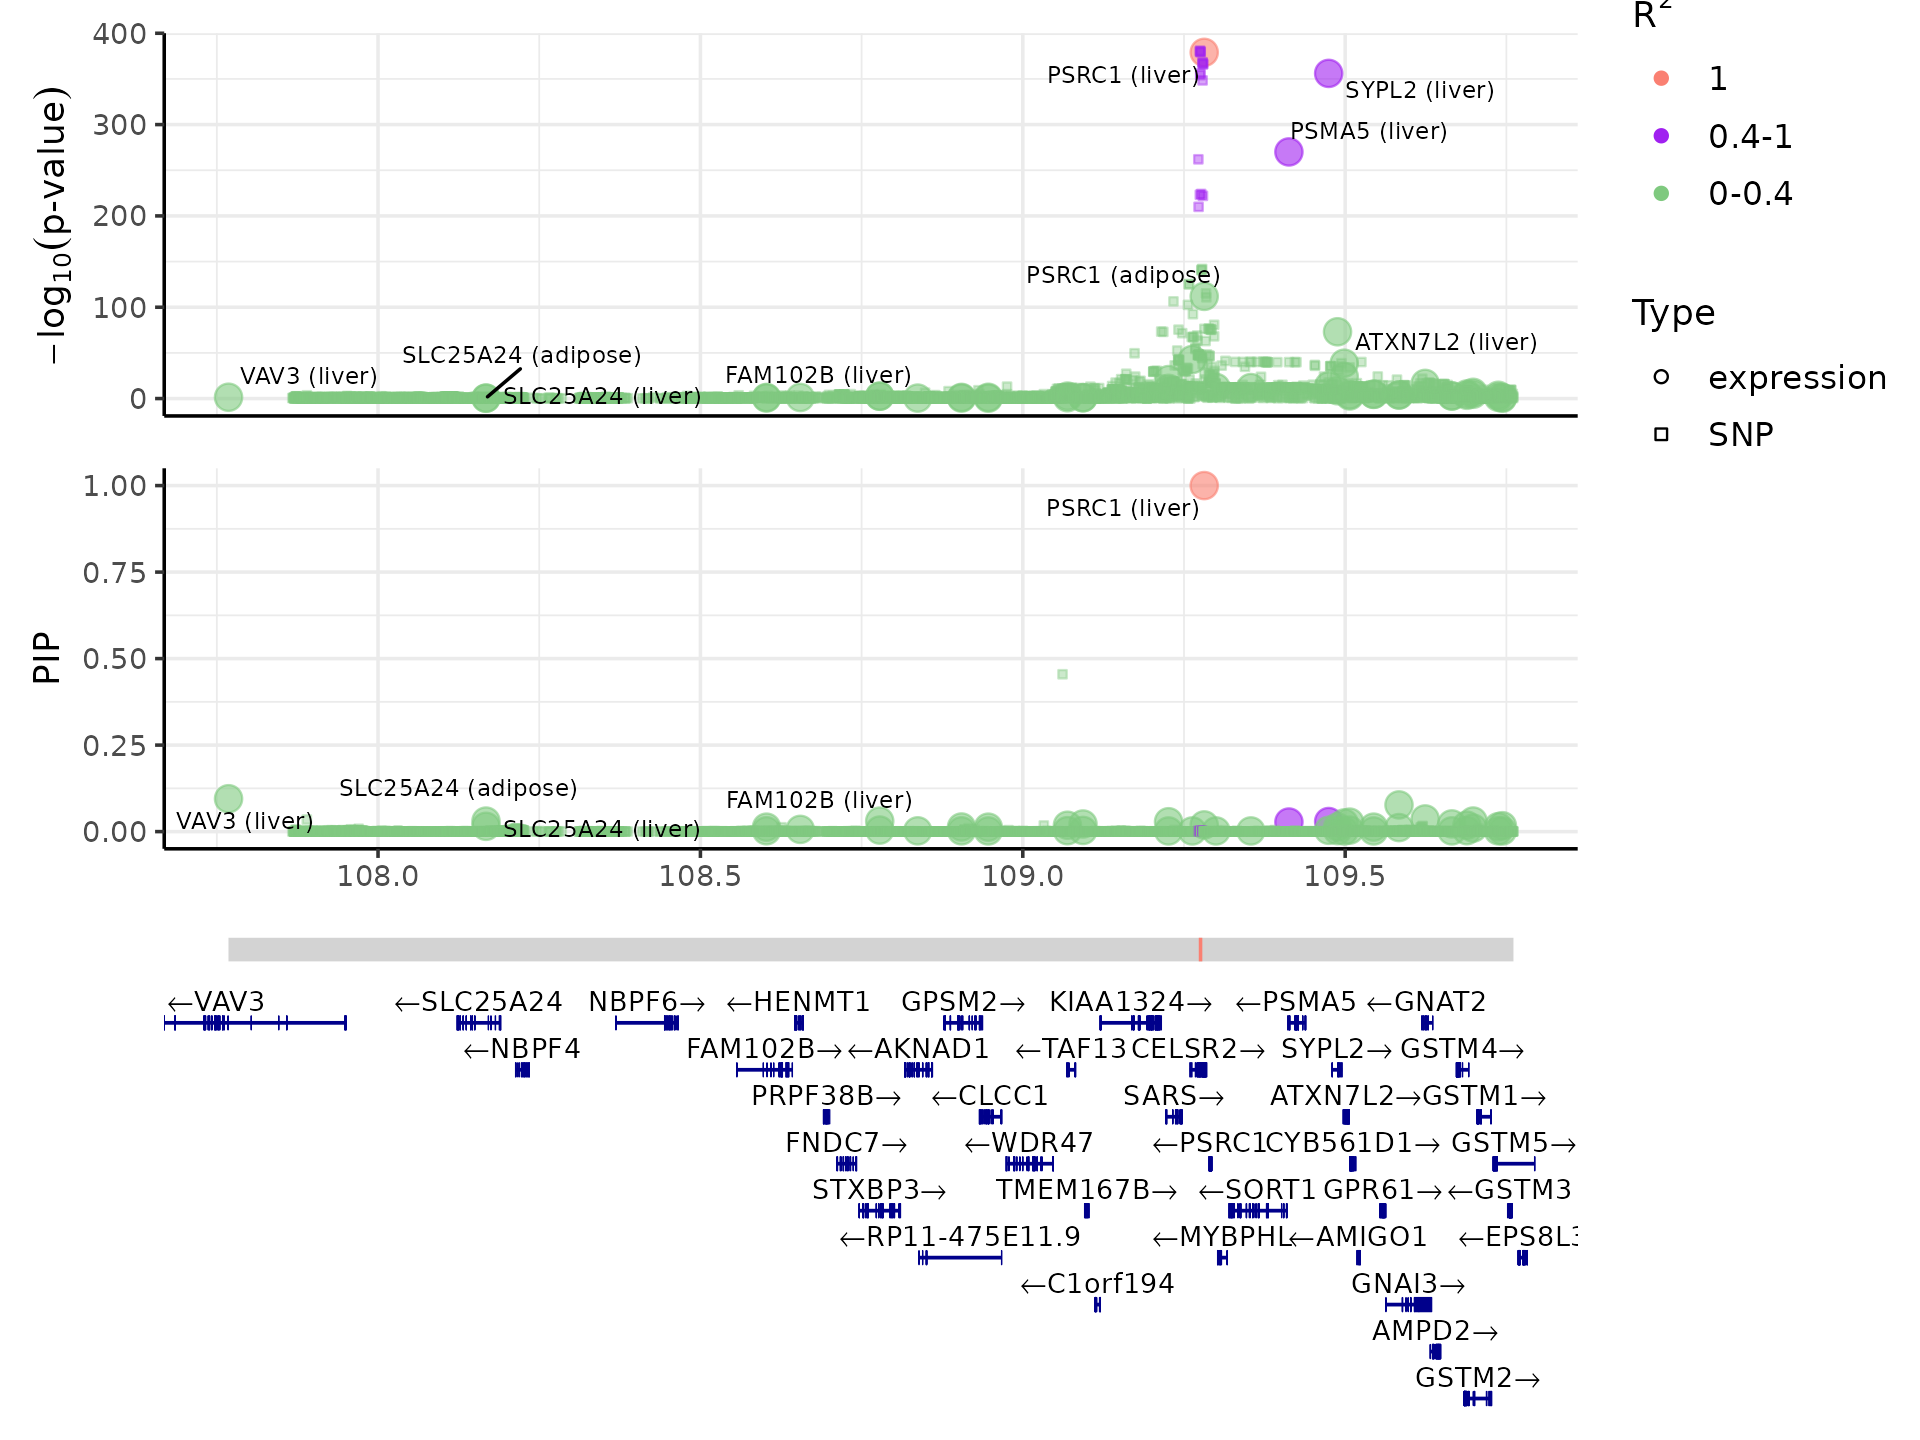 R²
400
300
200
100
0
−log₁₀(p-value)
PSRC1 (liver)
SYPL2 (liver)
PSMA5 (liver)
PSRC1 (adipose)
ATXN7L2 (liver)
SLC25A24 (adipose)
VAV3 (liver)
FAM102B (liver)
SLC25A24 (liver)
1
0.4-1
0-0.4
Type
expression
SNP
1.00
0.75
0.50
0.25
0.00
PIP
PSRC1 (liver)
SLC25A24 (adipose)
FAM102B (liver)
VAV3 (liver)
SLC25A24 (liver)
108.0 108.5 109.0 109.5
←VAV3 ←SLC25A24 NBPF6→ ←HENMT1 GPSM2→ KIAA1324→ ←PSMA5 ←GNAT2
←NBPF4 FAM102B→ ←AKNAD1 ←TAF13 CELSR2→ SYPL2→ GSTM4→
PRPF38B→ ←CLCC1 SARS→ ATXN7L2→ GSTM1→
FNDC7→ ←WDR47 ←PSRC1 CYB561D1→ GSTM5→
STXBP3→ TMEM167B→ ←SORT1 GPR61→ ←GSTM3
←RP11-475E11.9 ←MYBPHL ←AMIGO1 ←EPS8L3
←C1orf194 GNAI3→
AMPD2→
GSTM2→